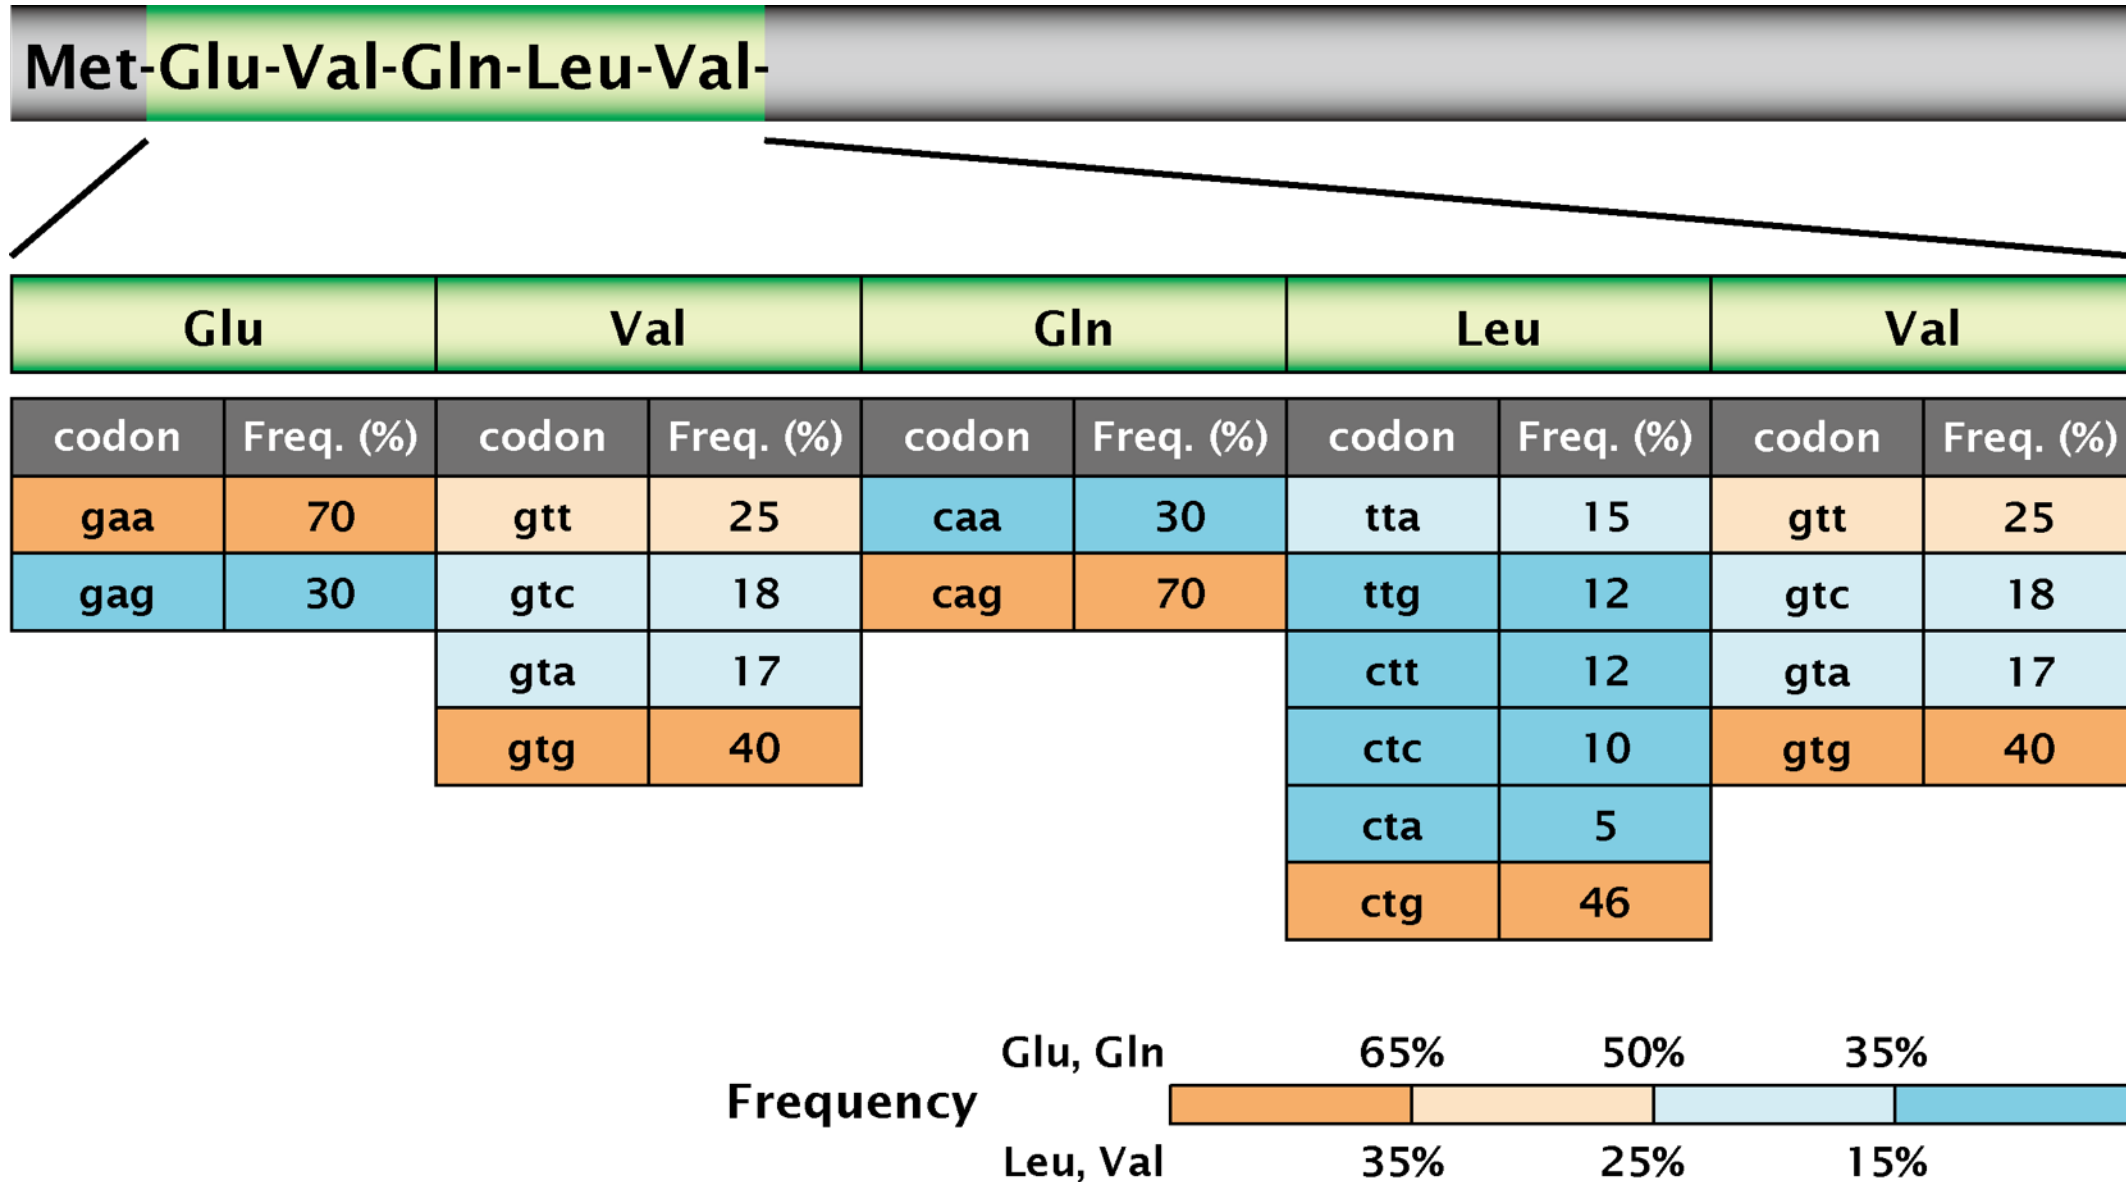 Met-Glu-Val-Gln-Leu-Val-
Glu Val Gln Leu Val
codon Freq. (%) codon Freq. (%) codon Freq. (%) codon Freq. (%) codon Freq. (%)
gaa 70 gtt 25 caa 30 tta 15 gtt 25
gag 30 gtc 18 cag 70 ttg 12 gtc 18
gta 17 ctt 12 gta 17
gtg 40 ctc 10 gtg 40
cta 5
ctg 46
Glu, Gln 65% 50% 35%
Frequency
Leu, Val 35% 25% 15%